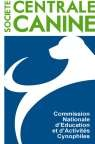 SOCIETE
CENTRALE
CANINE
Commission
Nationale
d'Education
et d'Activités
Cynophiles